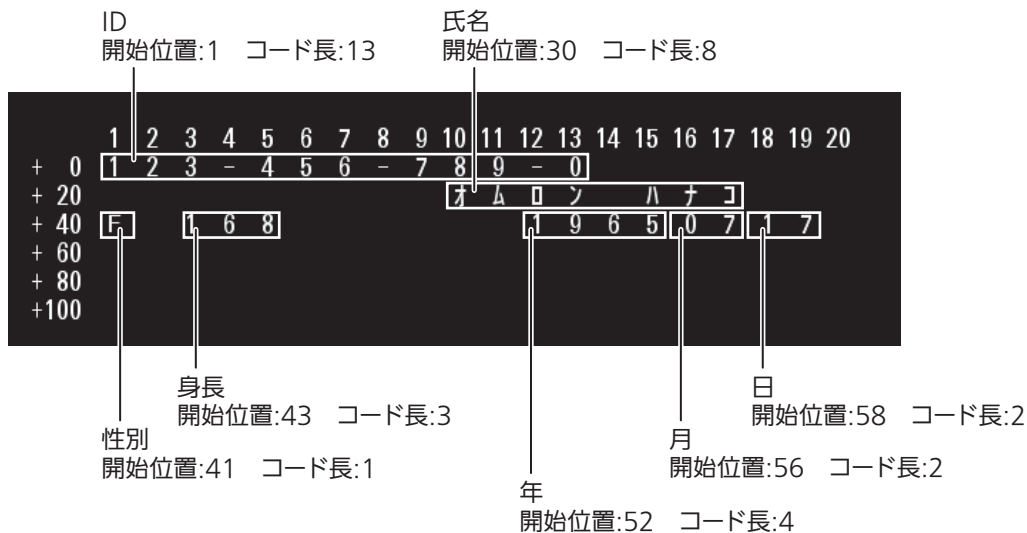 ID
開始位置:1 コード長:13
氏名
開始位置:30 コード長:8
1 2 3 4 5 6 7 8 9 10 11 12 13 14 15 16 17 18 19 20
+ 0 1 2 3 - 4 5 6 - 7 8 9 - 0
+ 20 オ ム ロ ン ハ ナ コ
+ 40 F 1 6 8 1 9 6 5 0 7 1 7
+ 60
+ 80
+100
身長
開始位置:43 コード長:3
性別
開始位置:41 コード長:1
年
開始位置:52 コード長:4
月
開始位置:56 コード長:2
日
開始位置:58 コード長:2